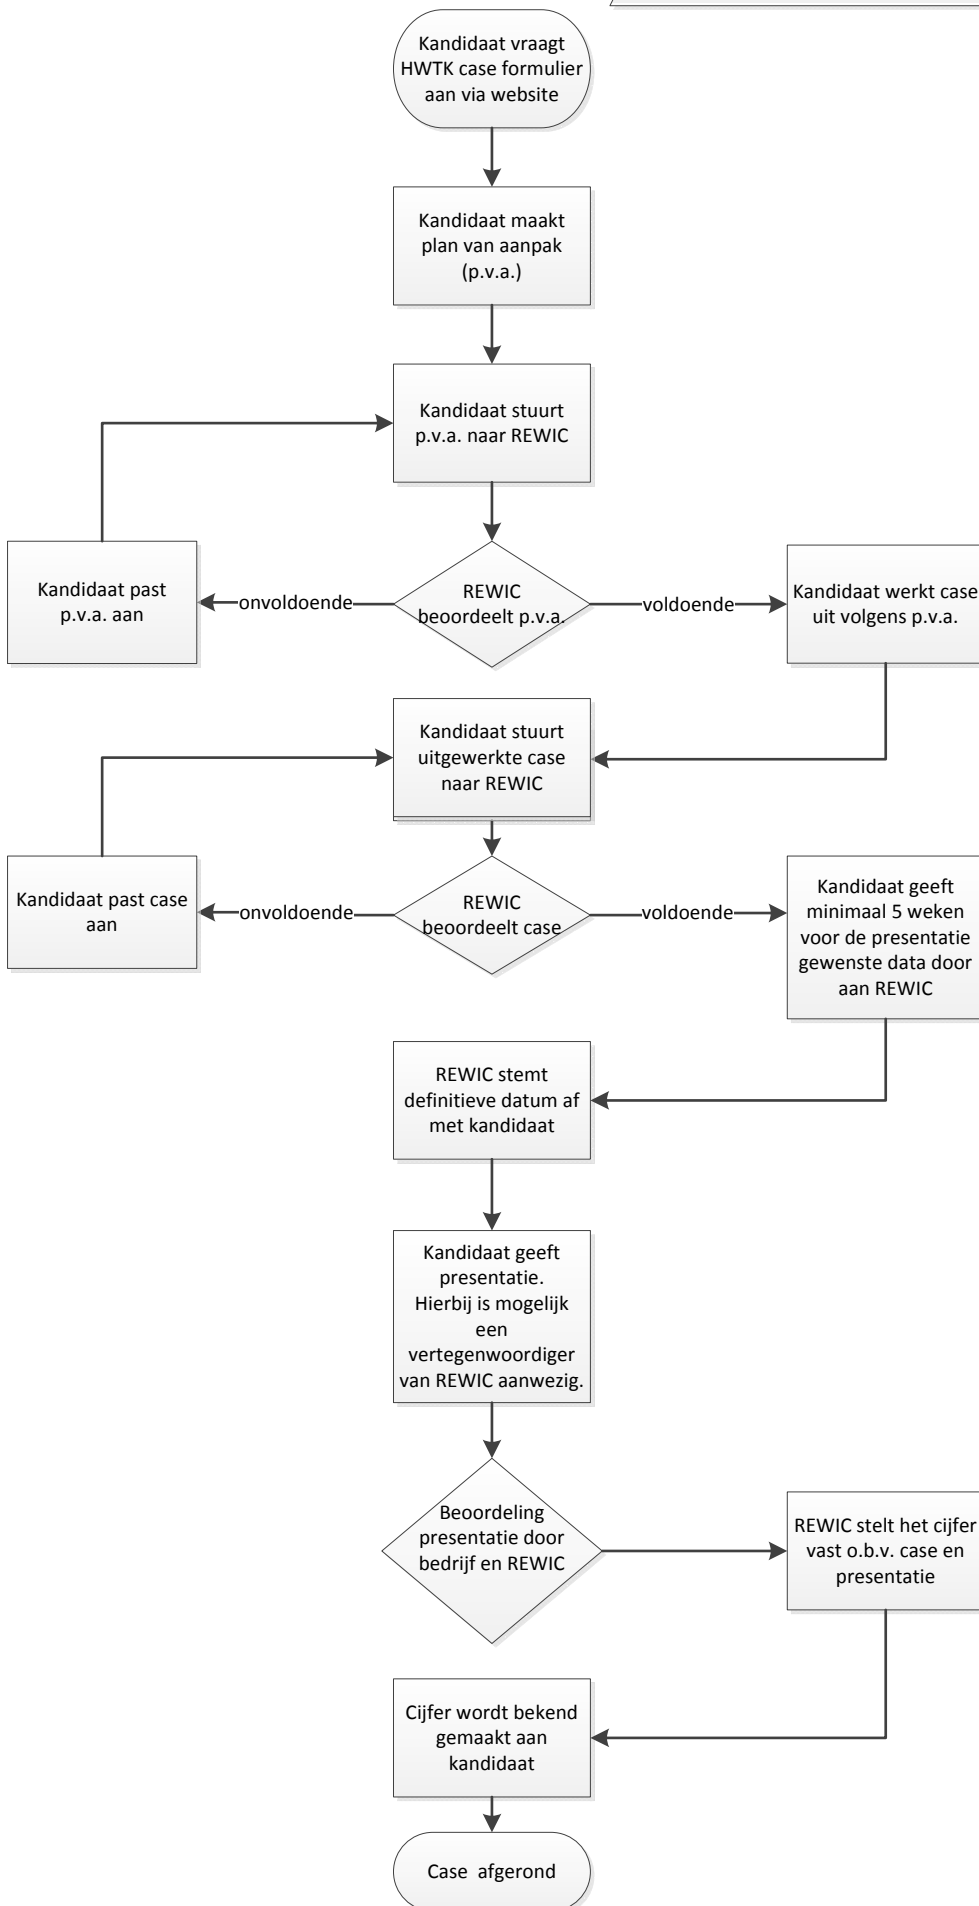 Kandidaat vraagt
HWTK case formulier
aan via website
Kandidaat maakt
plan van aanpak
(p.v.a.)
Kandidaat stuurt
p.v.a. naar REWIC
Kandidaat past
p.v.a. aan
onvoldoende
REWIC
beoordeelt p.v.a.
voldoende
Kandidaat werkt case
uit volgens p.v.a.
Kandidaat stuurt
uitgewerkte case
naar REWIC
Kandidaat past case
aan
onvoldoende
REWIC
beoordeelt case
voldoende
Kandidaat geeft
minimaal 5 weken
voor de presentatie
gewenste data door
aan REWIC
REWIC stemt
definitieve datum af
met kandidaat
Kandidaat geeft
presentatie.
Hierbij is mogelijk
een
vertegenwoordiger
van REWIC aanwezig.
Beoordeling
presentatie door
bedrijf en REWIC
REWIC stelt het cijfer
vast o.b.v. case en
presentatie
Cijfer wordt bekend
gemaakt aan
kandidaat
Case  afgerond